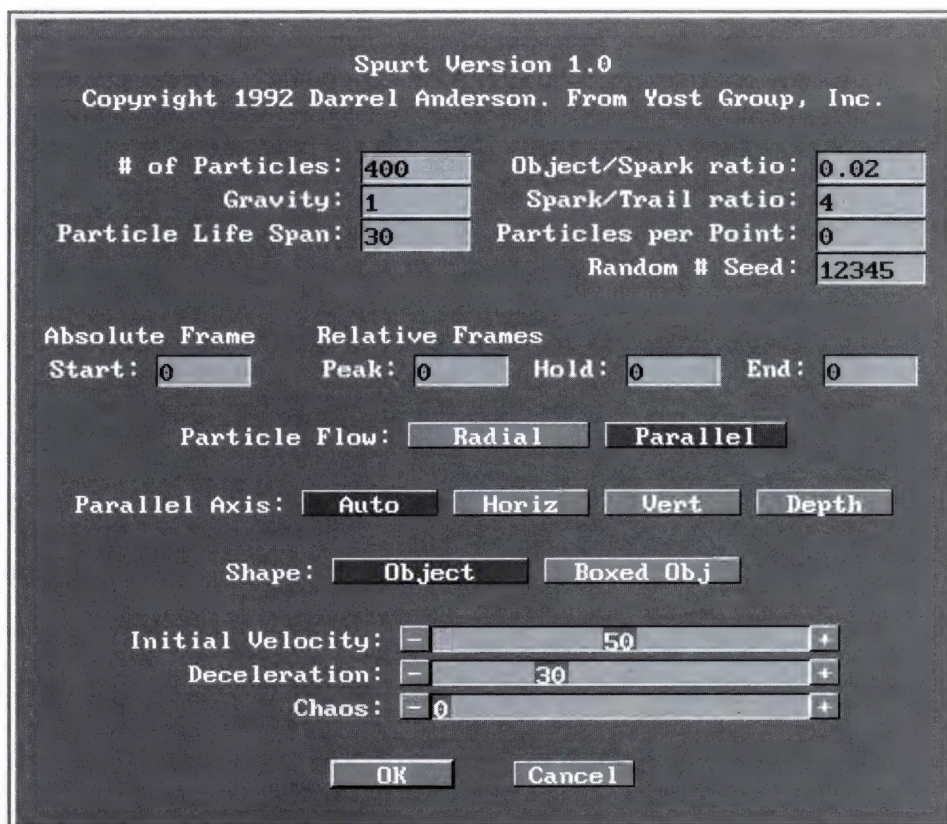 Spurt Version 1.0
Copyright 1992 Darrel Anderson. From Yost Group, Inc.
# of Particles: 400 Object/Spark ratio: 0.02
Gravity: 1 Spark/Trail ratio: 4
Particle Life Span: 30 Particles per Point: 0
Random # Seed: 12345
Absolute Frame Relative Frames
Start: 0 Peak: 0 Hold: 0 End: 0
Particle Flow: Radial Parallel
Parallel Axis: Auto Horiz Vert Depth
Shape: Object Boxed Obj
Initial Velocity: - 50 +
Deceleration: - 30 +
Chaos: - 0 +
OK Cancel